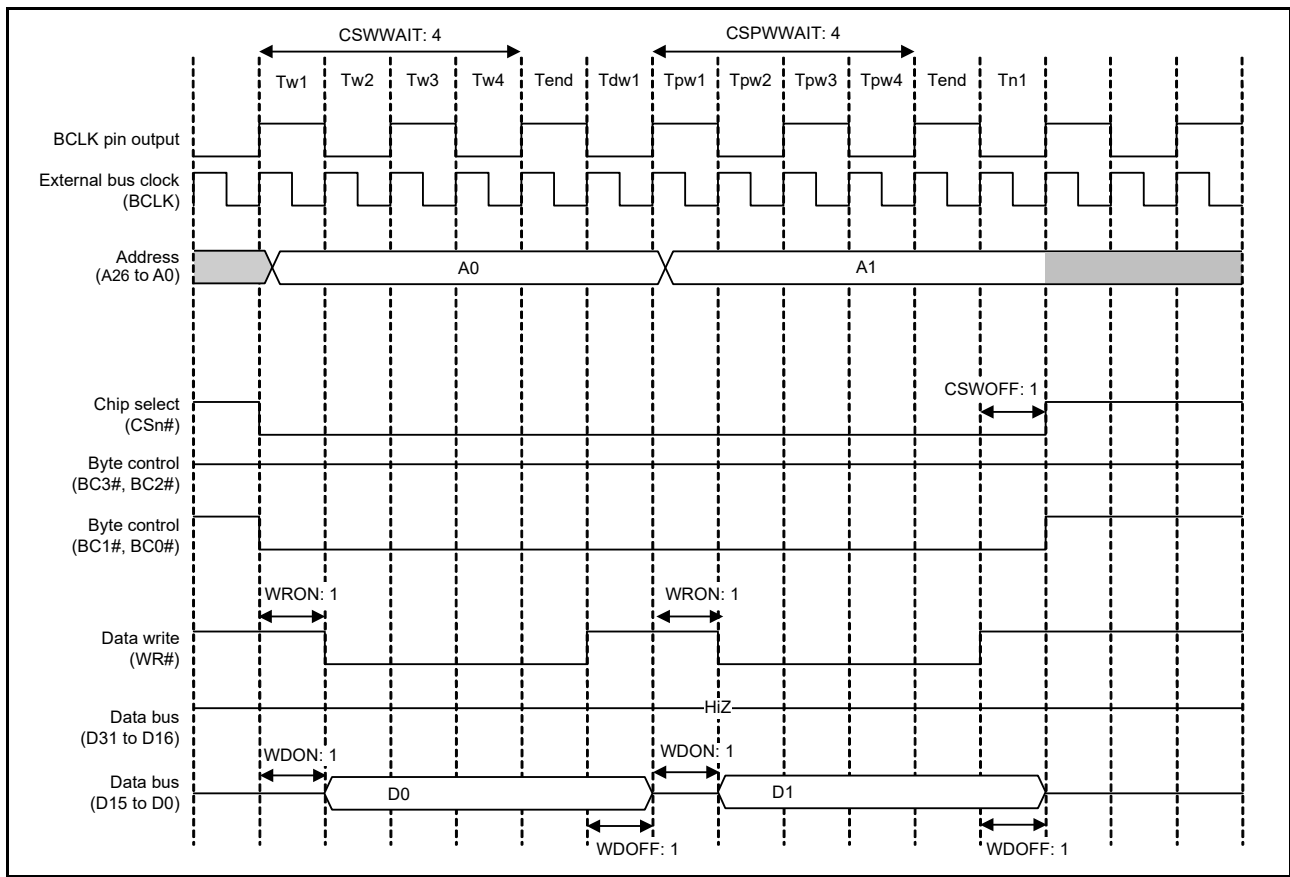 CSWWAIT: 4 CSPWWAIT: 4
Tw1 Tw2 Tw3 Tw4 Tend Tdw1 Tpw1 Tpw2 Tpw3 Tpw4 Tend Tn1
BCLK pin output
External bus clock
(BCLK)
Address
(A26 to A0)
A0 A1
CSWOFF: 1
Chip select
(CSn#)
Byte control
(BC3#, BC2#)
Byte control
(BC1#, BC0#)
WRON: 1 WRON: 1
Data write
(WR#)
HiZ
Data bus
(D31 to D16)
WDON: 1 WDON: 1
Data bus
(D15 to D0)
D0 D1
WDOFF: 1 WDOFF: 1